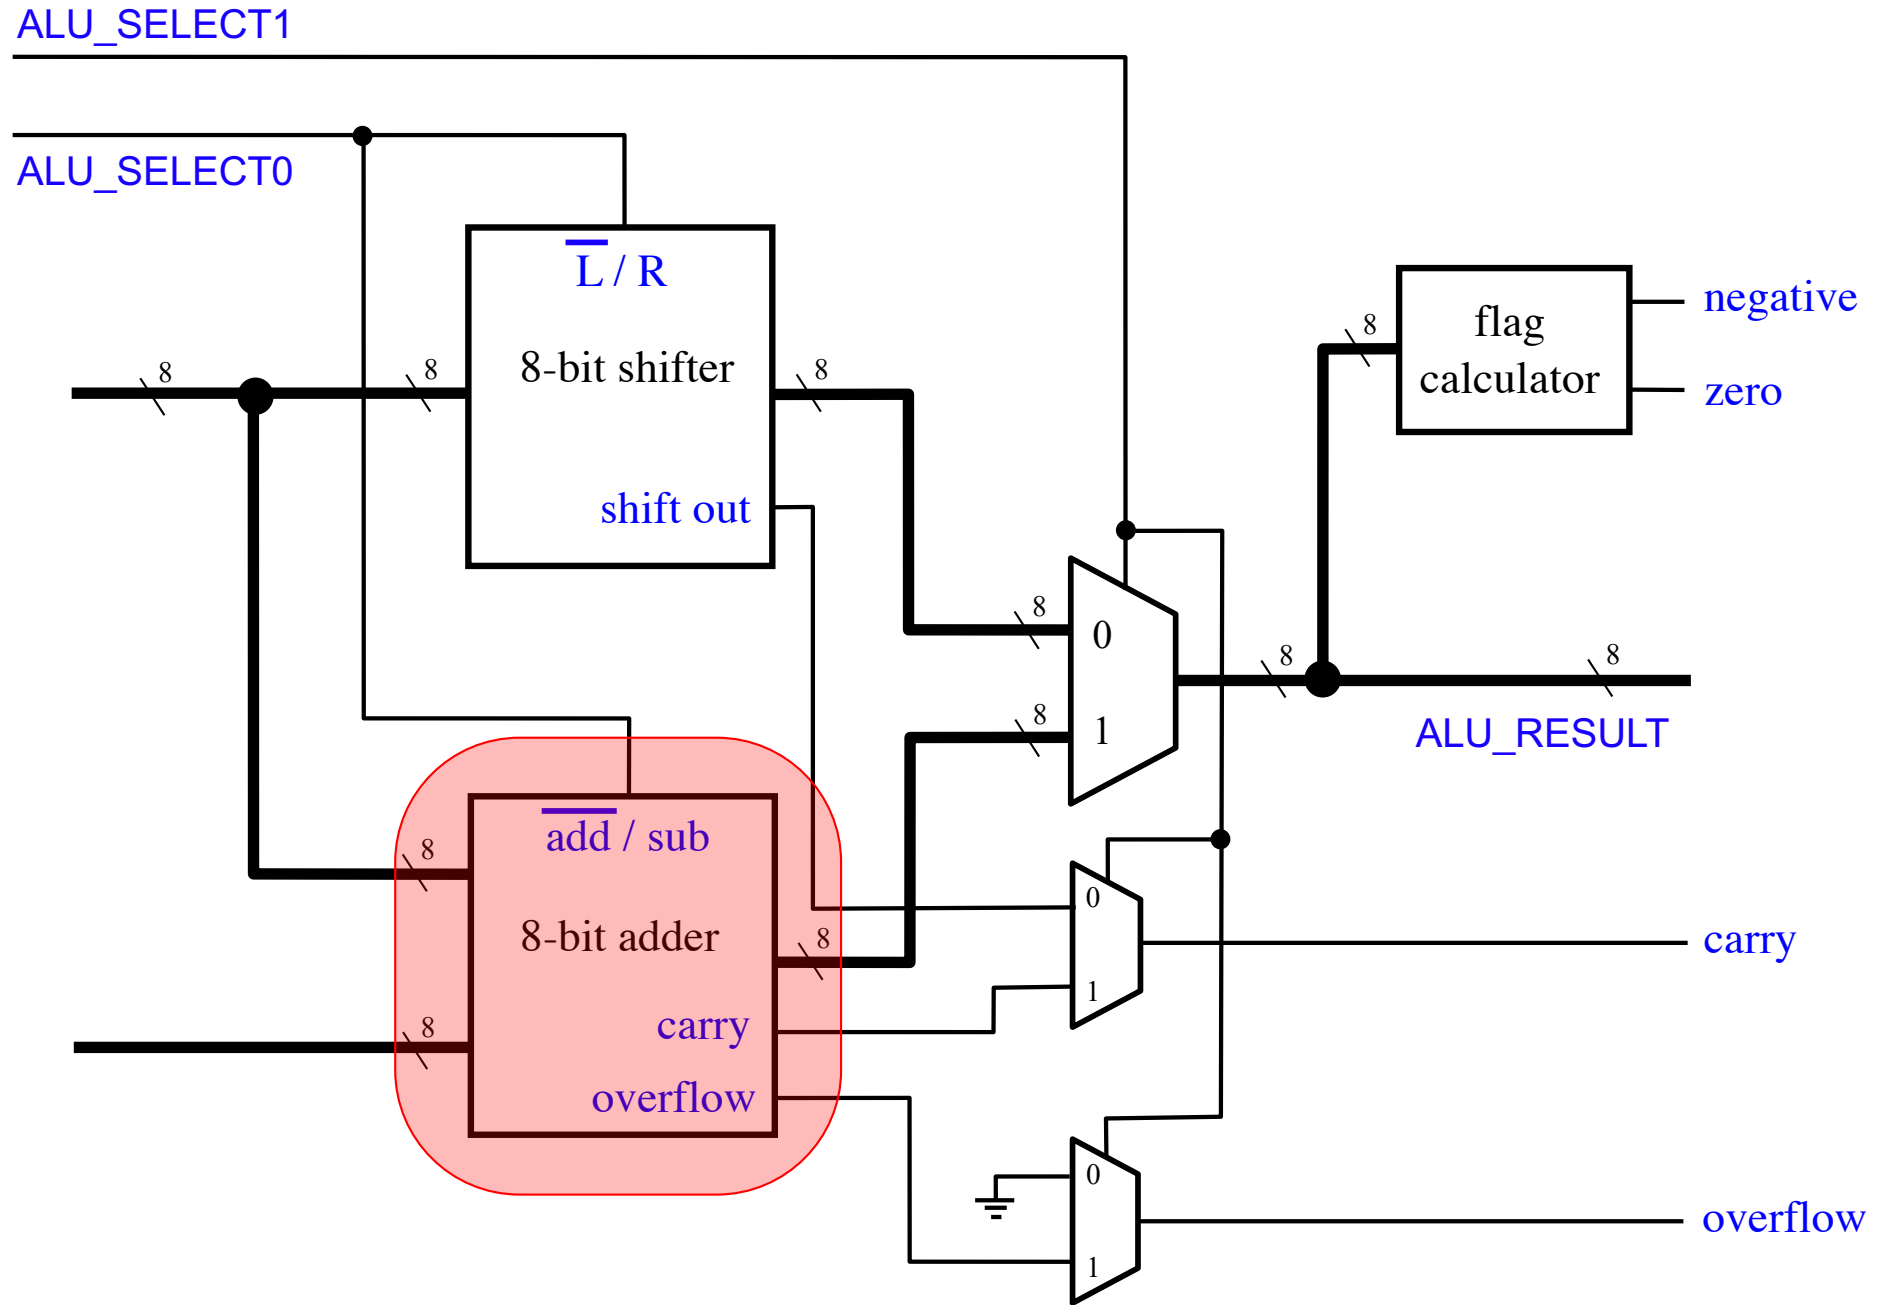 ALU_SELECT1
ALU_SELECT0
L / R
8-bit shifter
shift out
8
8
8
flag
calculator
negative
zero
8
8
0
8
1
8
8
ALU_RESULT
add / sub
8-bit adder
carry
overflow
8
8
8
0
1
carry
0
1
overflow